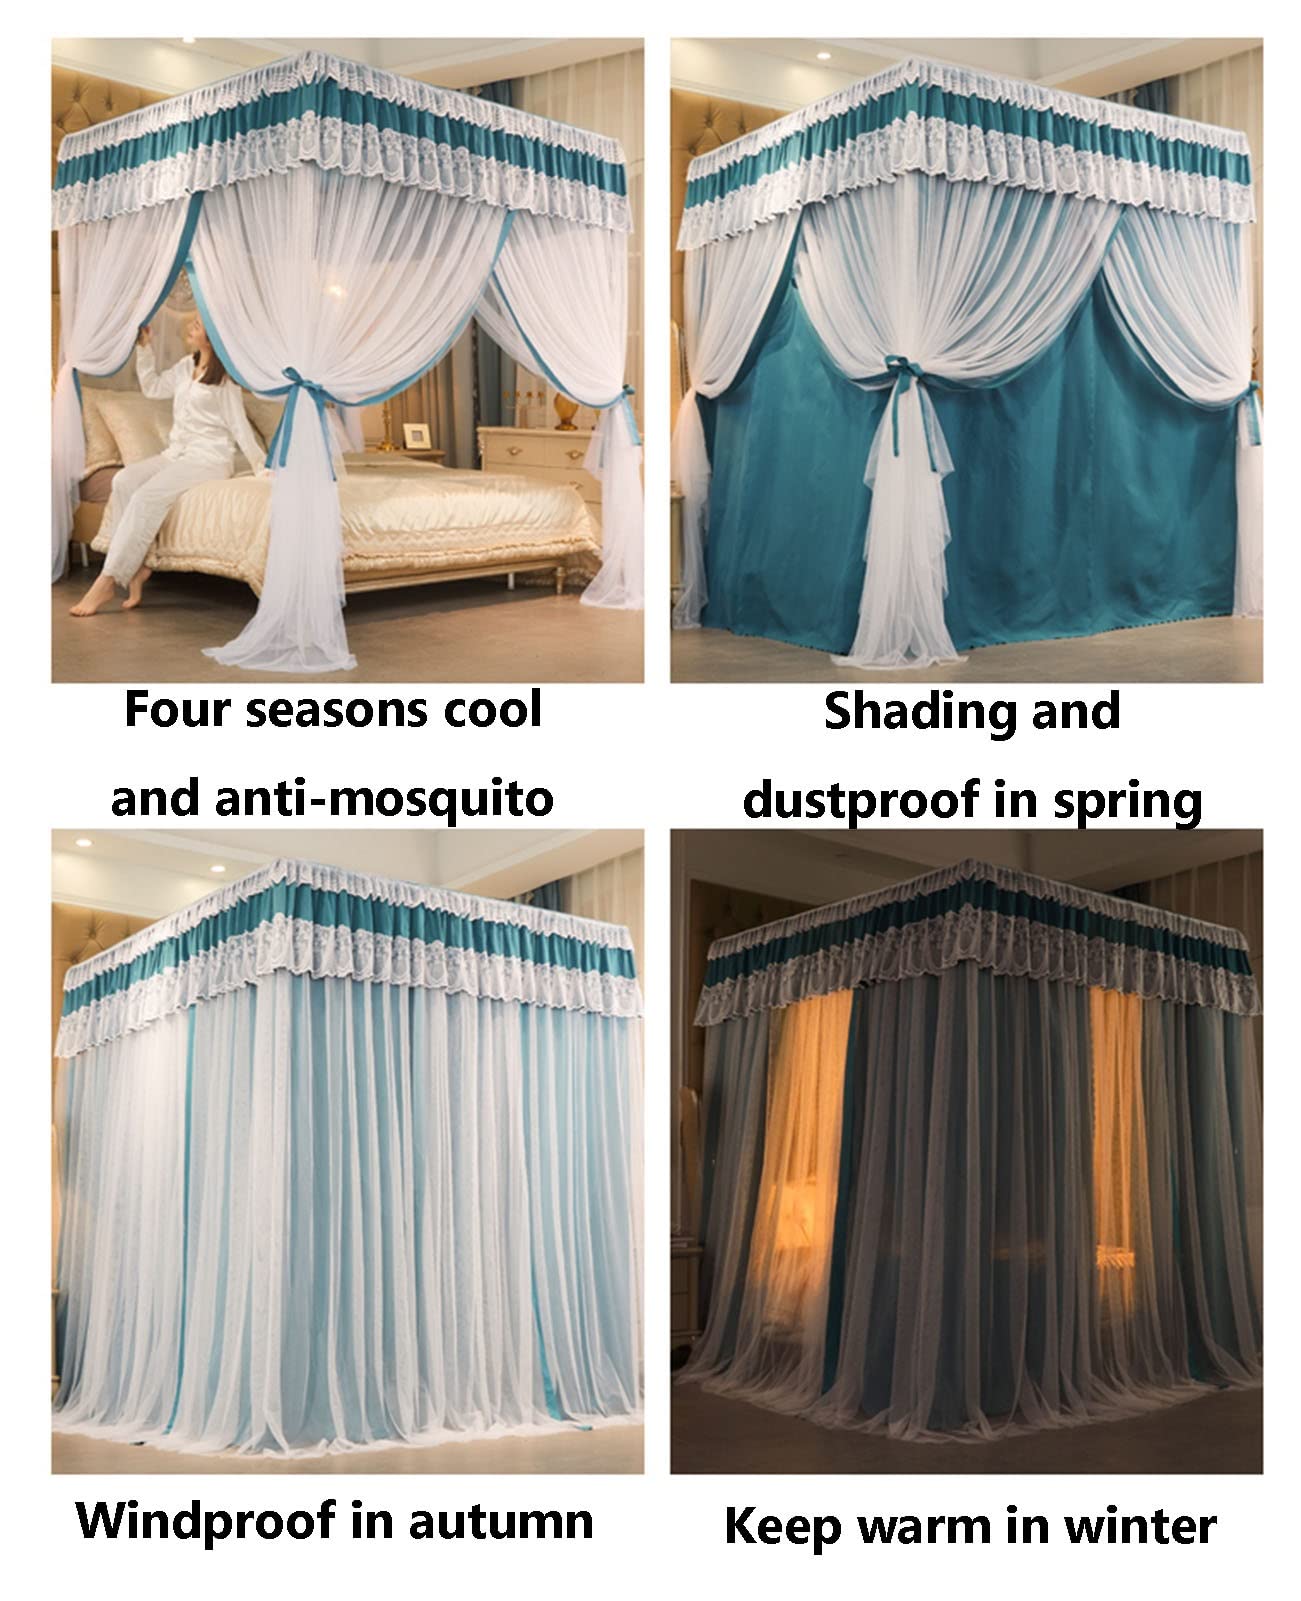 Four seasons cool
and anti-mosquito
Shading and
dustproof in spring
Windproof in autumn
Keep warm in winter